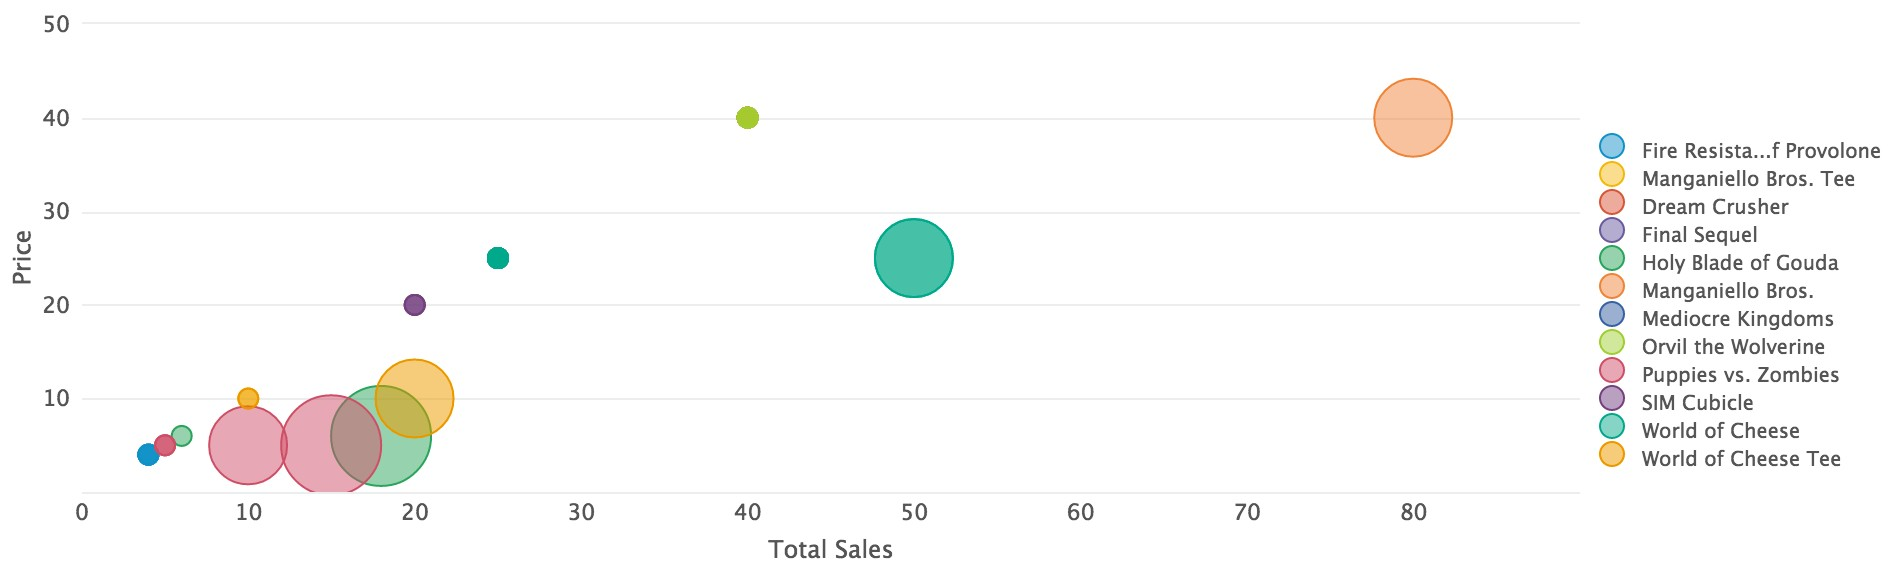 50
40
30
20
10
Price
0 10 20 30 40 50 60 70 80
Total Sales
Fire Resista...f Provolone
Manganiello Bros. Tee
Dream Crusher
Final Sequel
Holy Blade of Gouda
Manganiello Bros.
Mediocre Kingdoms
Orvil the Wolverine
Puppies vs. Zombies
SIM Cubicle
World of Cheese
World of Cheese Tee